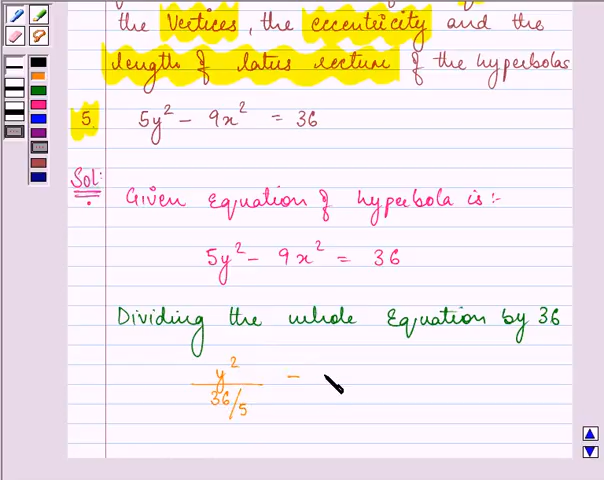 the Vertices, the eccentricity and the
length of latus rectum of the hyperbolas
5. 5y² - 9x² = 36
Sol:
Given Equation of hyperbola is :-
5y² - 9x² = 36
Dividing the whole Equation by 36
y²/36/5 -